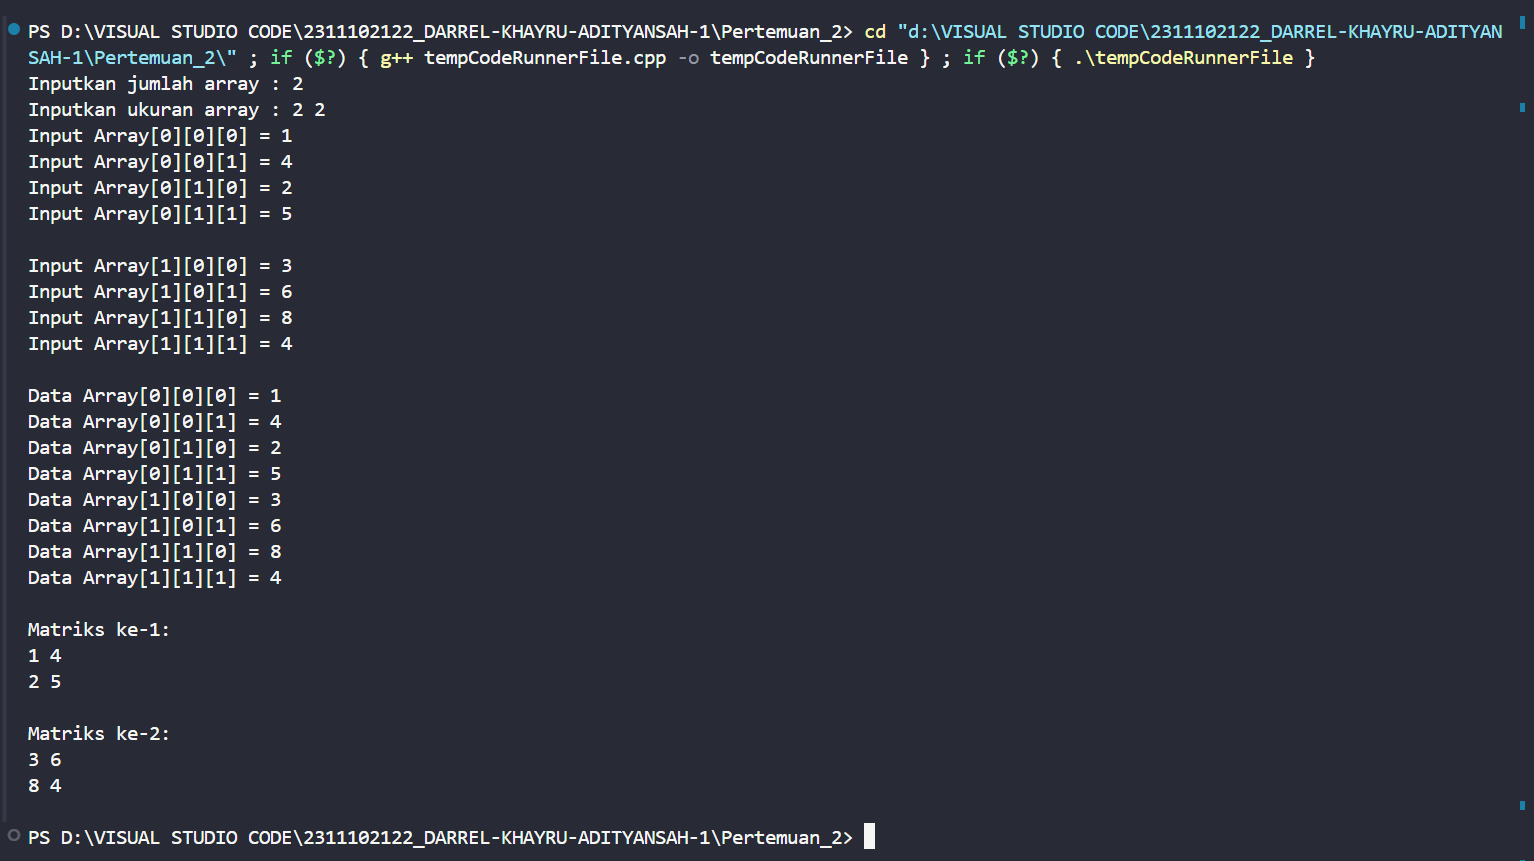 PS D:\VISUAL STUDIO CODE\2311102122_DARREL-KHAYRU-ADITYANSAH-1\Pertemuan_2> cd "d:\VISUAL STUDIO CODE\2311102122_DARREL-KHAYRU-ADITYAN
SAH-1\Pertemuan_2\" ; if ($?) { g++ tempCodeRunnerFile.cpp -o tempCodeRunnerFile } ; if ($?) { .\tempCodeRunnerFile }
Inputkan jumlah array : 2
Inputkan ukuran array : 2 2
Input Array[0][0][0] = 1
Input Array[0][0][1] = 4
Input Array[0][1][0] = 2
Input Array[0][1][1] = 5

Input Array[1][0][0] = 3
Input Array[1][0][1] = 6
Input Array[1][1][0] = 8
Input Array[1][1][1] = 4

Data Array[0][0][0] = 1
Data Array[0][0][1] = 4
Data Array[0][1][0] = 2
Data Array[0][1][1] = 5
Data Array[1][0][0] = 3
Data Array[1][0][1] = 6
Data Array[1][1][0] = 8
Data Array[1][1][1] = 4

Matriks ke-1:
1 4
2 5

Matriks ke-2:
3 6
8 4

PS D:\VISUAL STUDIO CODE\2311102122_DARREL-KHAYRU-ADITYANSAH-1\Pertemuan_2>